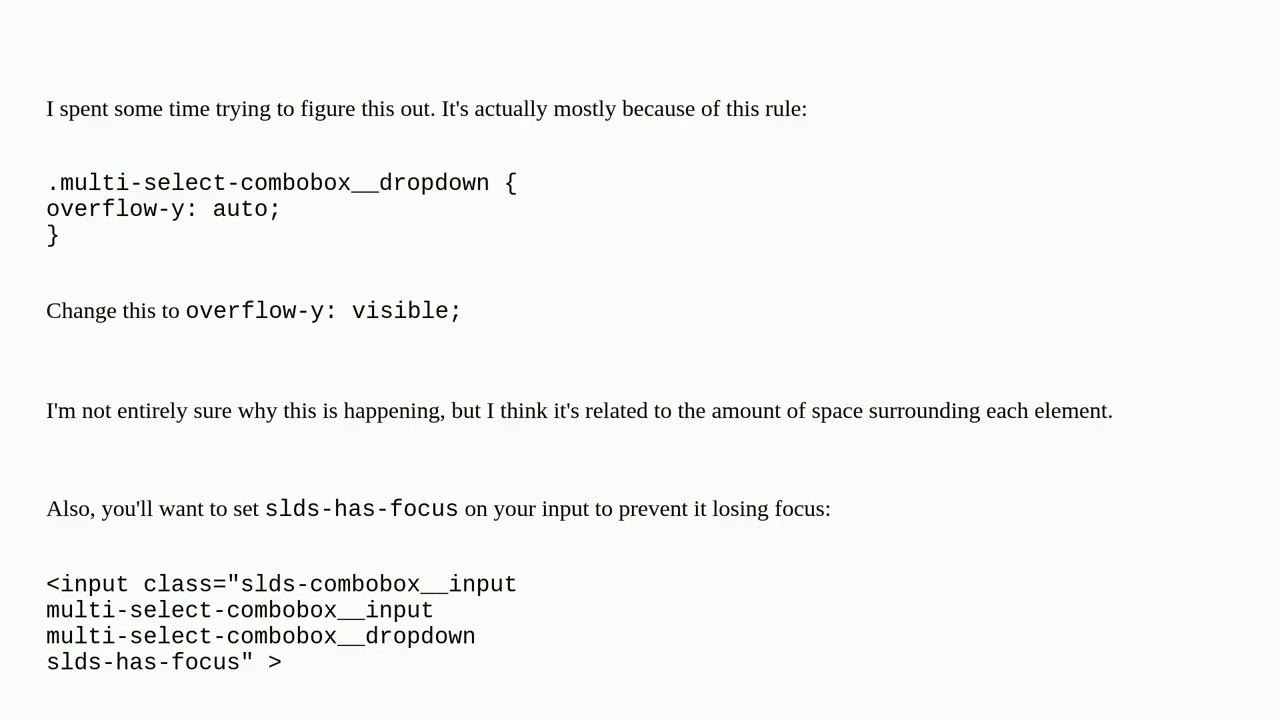 I spent some time trying to figure this out. It's actually mostly because of this rule:
.multi-select-combobox__dropdown {
overflow-y: auto;
}
Change this to overflow-y: visible;
I'm not entirely sure why this is happening, but I think it's related to the amount of space surrounding each element.
Also, you'll want to set slds-has-focus on your input to prevent it losing focus:
<input class="slds-combobox__input
multi-select-combobox__input
multi-select-combobox__dropdown
slds-has-focus" >